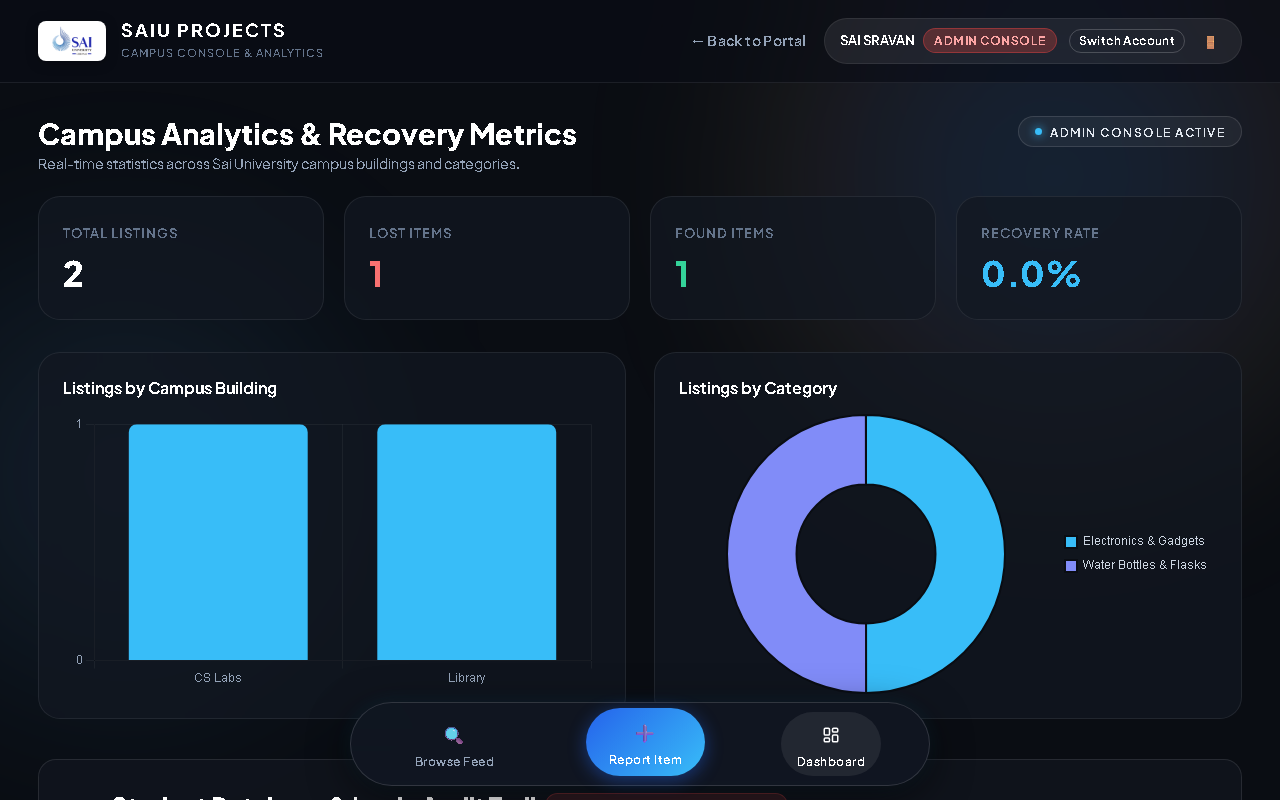 SAI
SAIU PROJECTS
CAMPUS CONSOLE & ANALYTICS
← Back to Portal
SAI SRAVAN
ADMIN CONSOLE
Switch Account
Campus Analytics & Recovery Metrics
Real-time statistics across Sai University campus buildings and categories.
ADMIN CONSOLE ACTIVE
TOTAL LISTINGS
2
LOST ITEMS
1
FOUND ITEMS
1
RECOVERY RATE
0.0%
Listings by Campus Building
1
0
CS Labs
Library
Listings by Category
Electronics & Gadgets
Water Bottles & Flasks
Browse Feed
Report Item
Dashboard